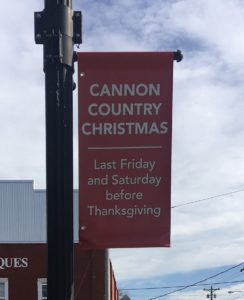 CANNON
COUNTRY
CHRISTMAS
Last Friday
and Saturday
before
Thanksgiving
QUES